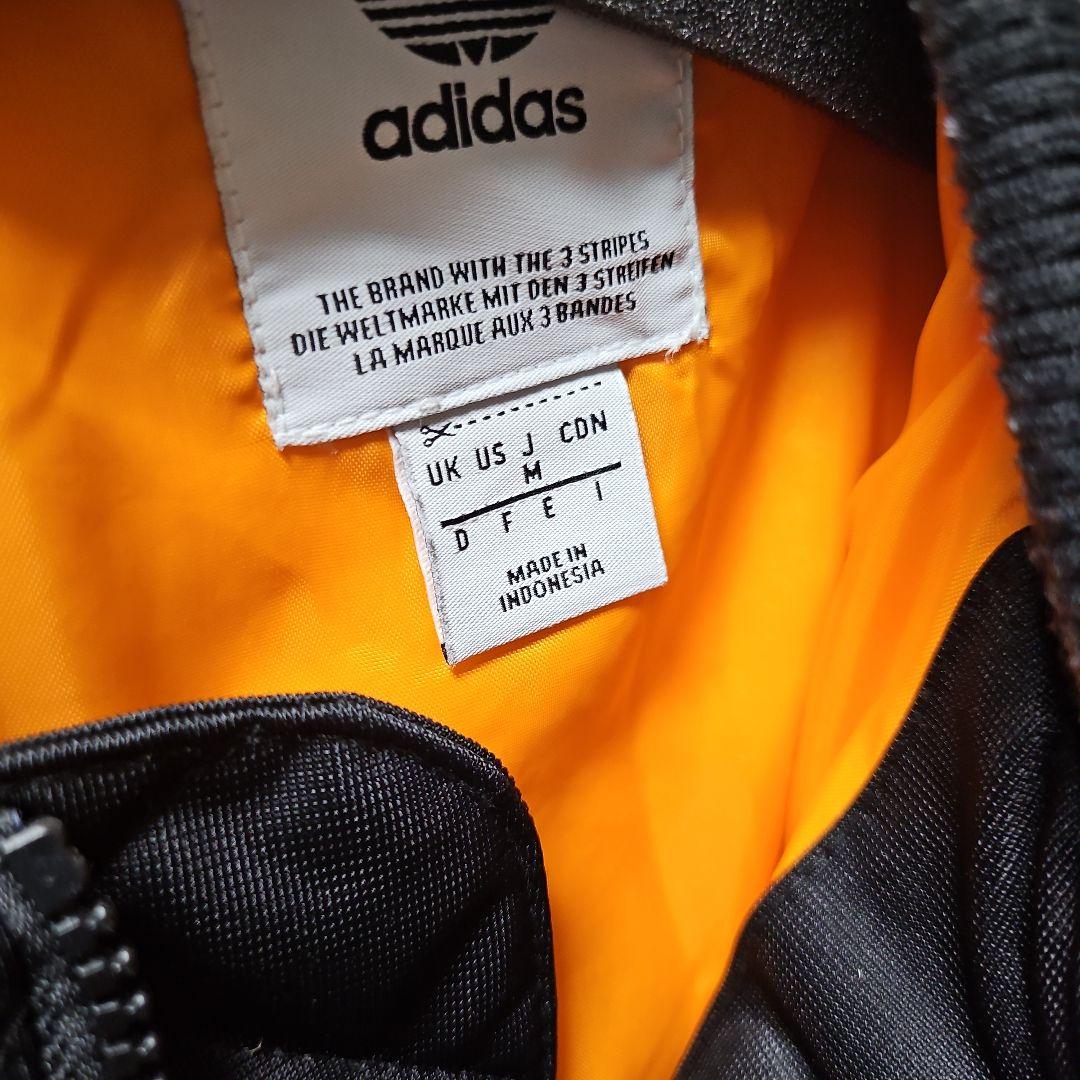 adidas
THE BRAND WITH THE 3 STRIPES
DIE WELTMARKE MIT DEN 3 STREIFEN
LA MARQUE AUX 3 BANDES
UK US J CDN
M
D F E I
MADE IN
INDONESIA